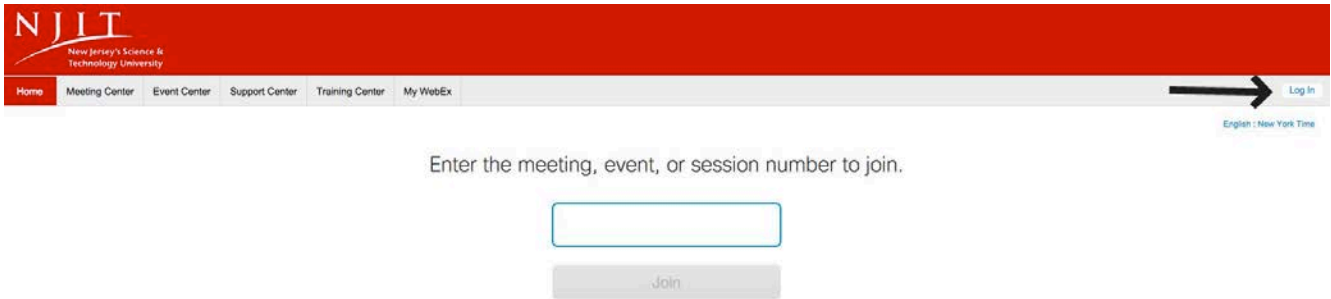 NJIT
New Jersey's Science &
Technology University
Home Meeting Center Event Center Support Center Training Center My WebEx Log In
English : New York Time
Enter the meeting, event, or session number to join.
Join